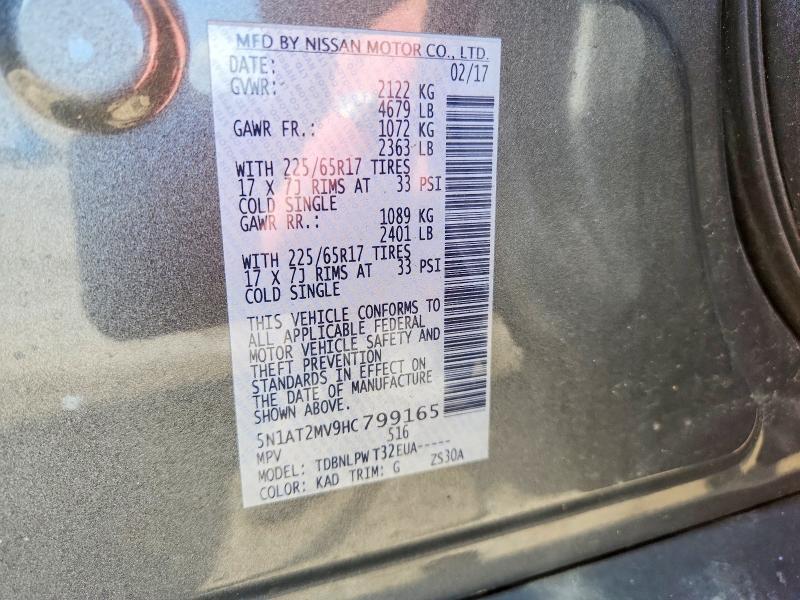 MFD BY NISSAN MOTOR CO., LTD.
DATE: 02/17
GVWR: 2122 KG
4679 LB
GAWR FR.: 1072 KG
2363 LB
WITH 225/65R17 TIRES
17 X 7J RIMS AT 33 PSI
COLD SINGLE
GAWR RR.: 1089 KG
2401 LB
WITH 225/65R17 TIRES
17 X 7J RIMS AT 33 PSI
COLD SINGLE
THIS VEHICLE CONFORMS TO
ALL APPLICABLE FEDERAL
MOTOR VEHICLE SAFETY AND
THEFT PREVENTION
STANDARDS IN EFFECT ON
THE DATE OF MANUFACTURE
SHOWN ABOVE.
5N1AT2MV9HC799165
MPV 516
MODEL: TDBNLPW T32EUA-----
COLOR: KAD TRIM: G ZS30A